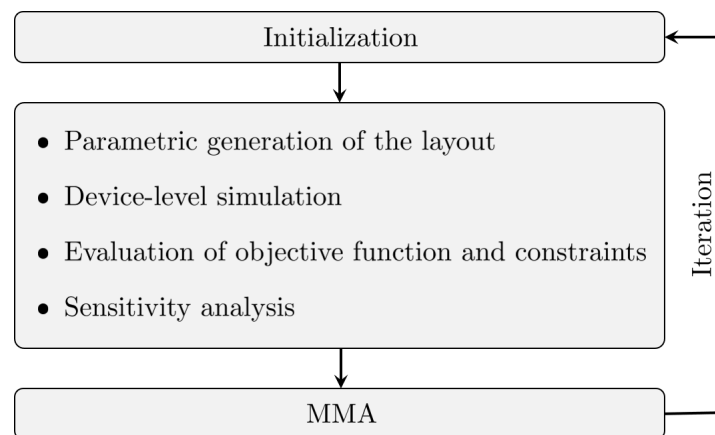 Initialization
• Parametric generation of the layout
• Device-level simulation
• Evaluation of objective function and constraints
• Sensitivity analysis
Iteration
MMA